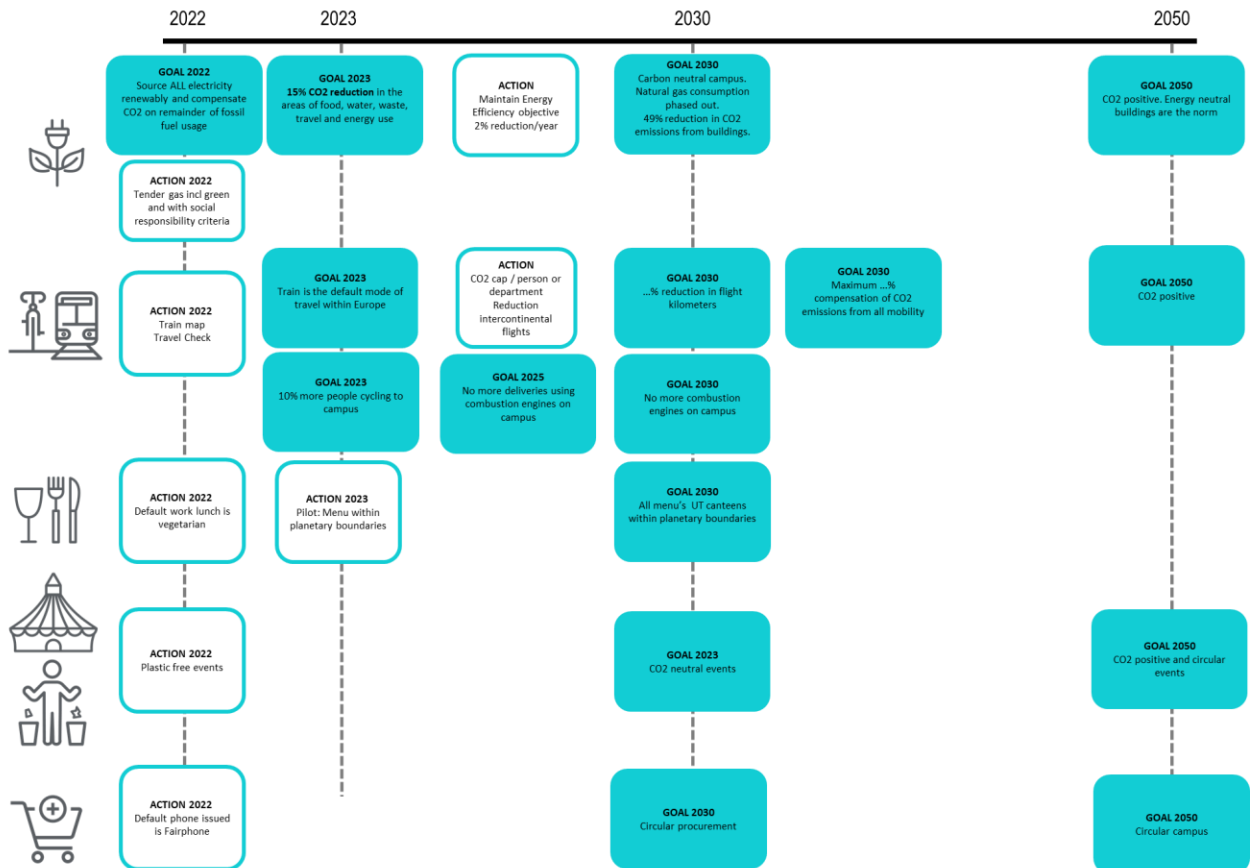 2022
2023
2030
2050
GOAL 2022
Source ALL electricity
renewably and compensate
CO2 on remainder of fossil
fuel usage
GOAL 2023
15% CO2 reduction in the
areas of food, water, waste,
travel and energy use
ACTION
Maintain Energy
Efficiency objective
2% reduction/year
GOAL 2030
Carbon neutral campus.
Natural gas consumption
phased out.
49% reduction in CO2
emissions from buildings.
GOAL 2050
CO2 positive. Energy neutral
buildings are the norm
ACTION 2022
Tender gas incl green
and with social
responsibility criteria
ACTION 2022
Train map
Travel Check
GOAL 2023
Train is the default mode of
travel within Europe
ACTION
CO2 cap / person or
department
Reduction
intercontinental
flights
GOAL 2030
...% reduction in flight
kilometers
GOAL 2030
Maximum ...%
compensation of CO2
emissions from all mobility
GOAL 2050
CO2 positive
GOAL 2023
10% more people cycling to
campus
GOAL 2025
No more deliveries using
combustion engines on
campus
GOAL 2030
No more combustion
engines on campus
ACTION 2022
Default work lunch is
vegetarian
ACTION 2023
Pilot: Menu within
planetary boundaries
GOAL 2030
All menu's UT canteens
within planetary boundaries
ACTION 2022
Plastic free events
GOAL 2023
CO2 neutral events
GOAL 2050
CO2 positive and circular
events
ACTION 2022
Default phone issued
is Fairphone
GOAL 2030
Circular procurement
GOAL 2050
Circular campus